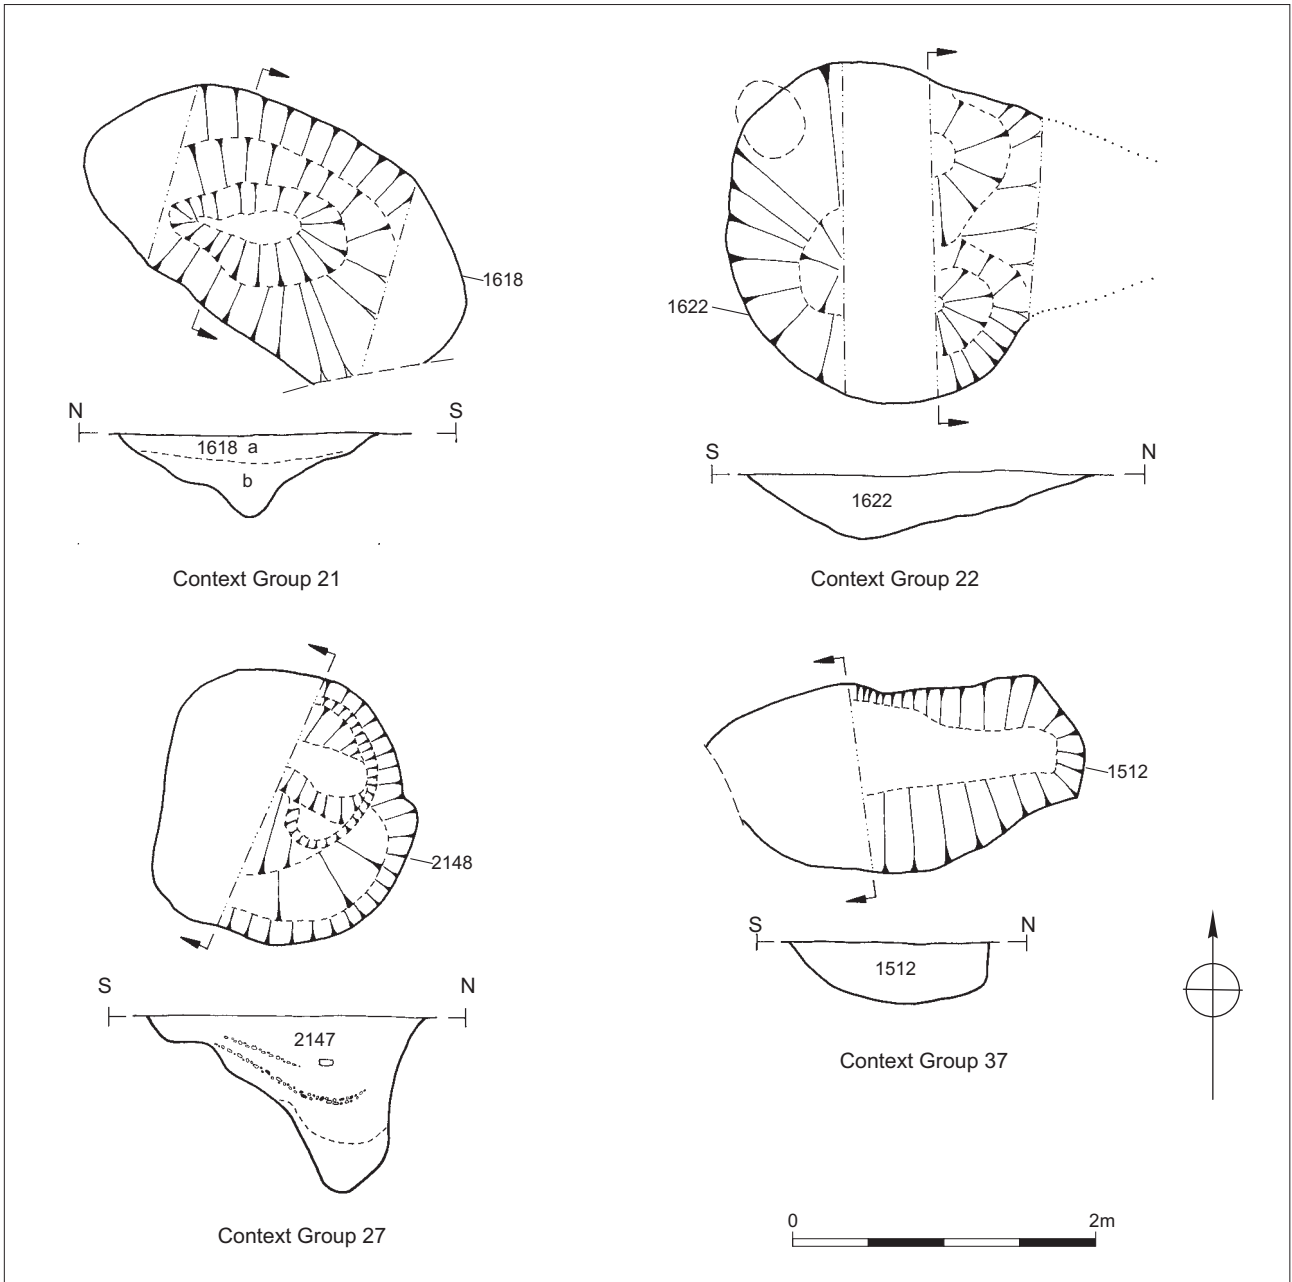 1618
N S
1618 a
b
Context Group 21
1622
S N
1622
Context Group 22
2148
S N
2147
Context Group 27
1512
S N
1512
Context Group 37
0 2m